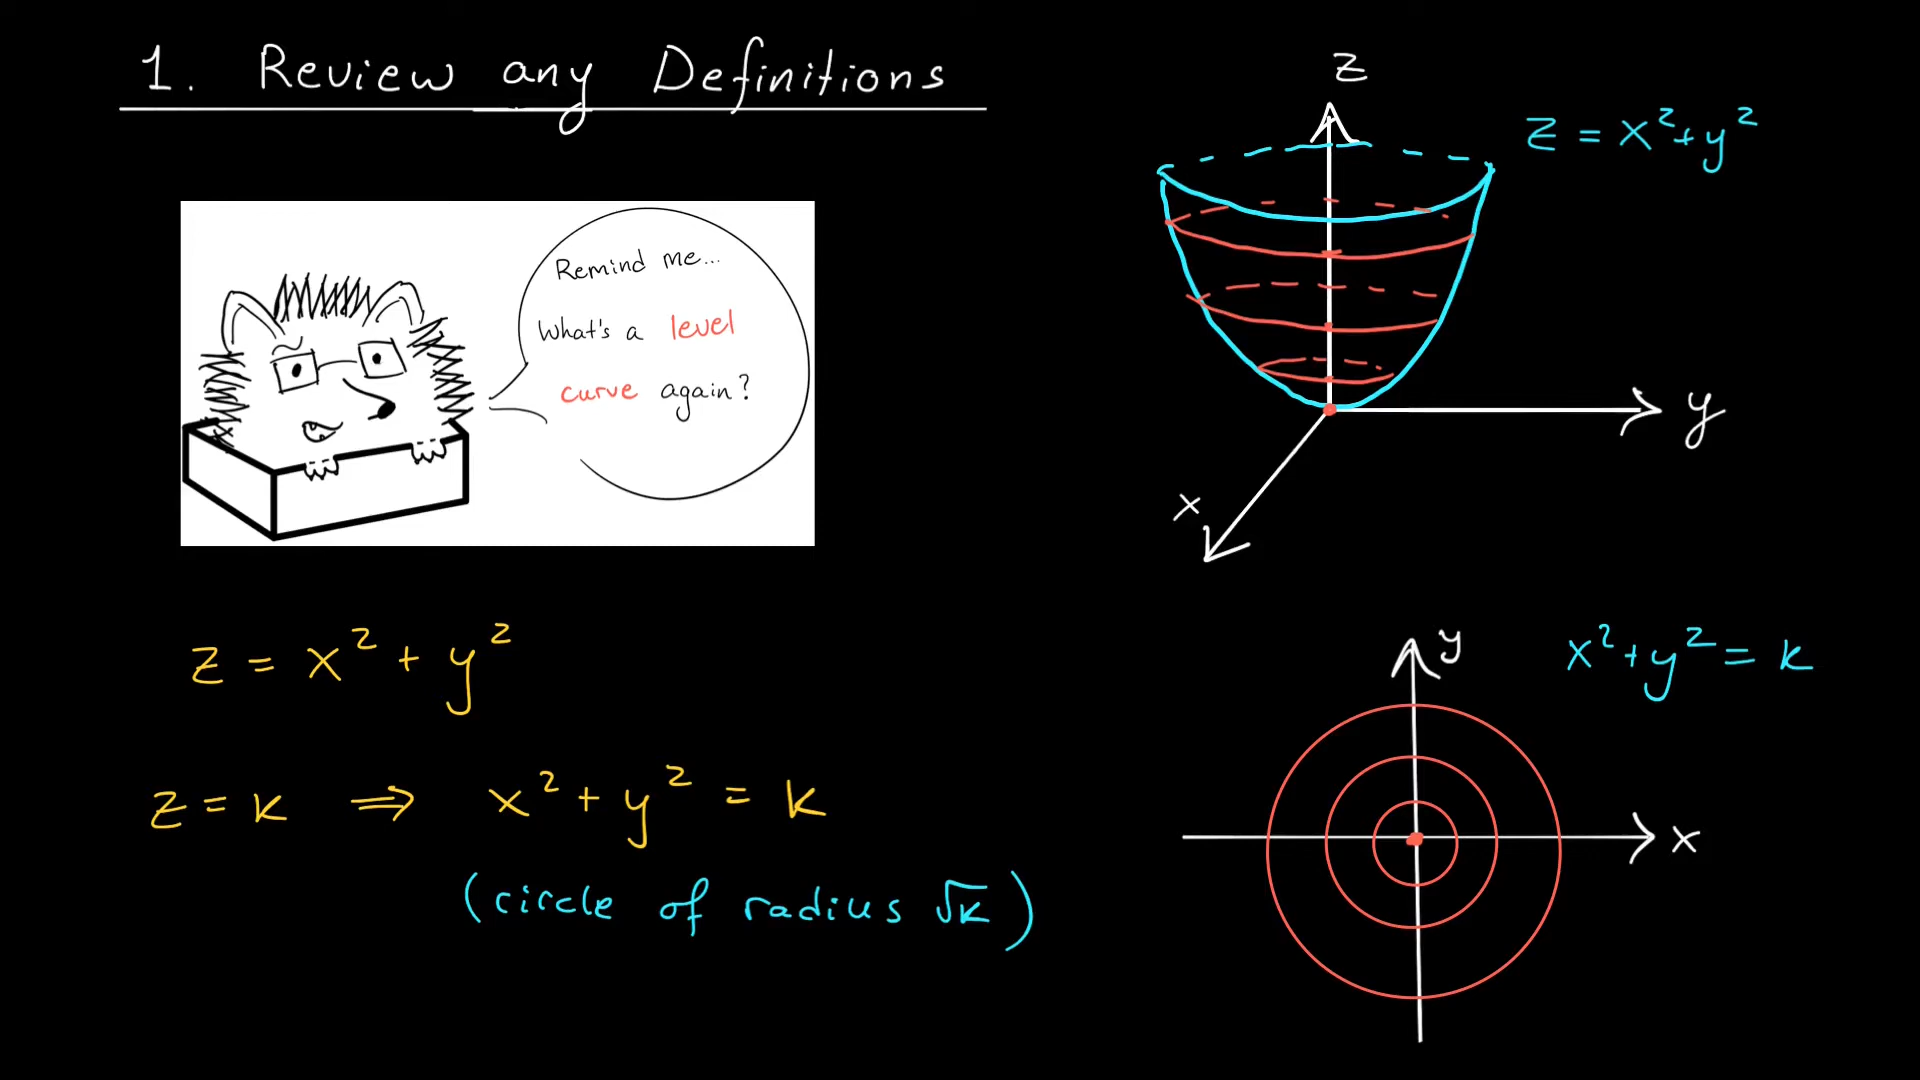 1. Review any Definitions
Remind me...
What's a level
curve again?
z = x² + y²
z = k ⇒ x² + y² = k
(circle of radius √k)
z
z = x² + y²
y
x
y
x² + y² = k
x